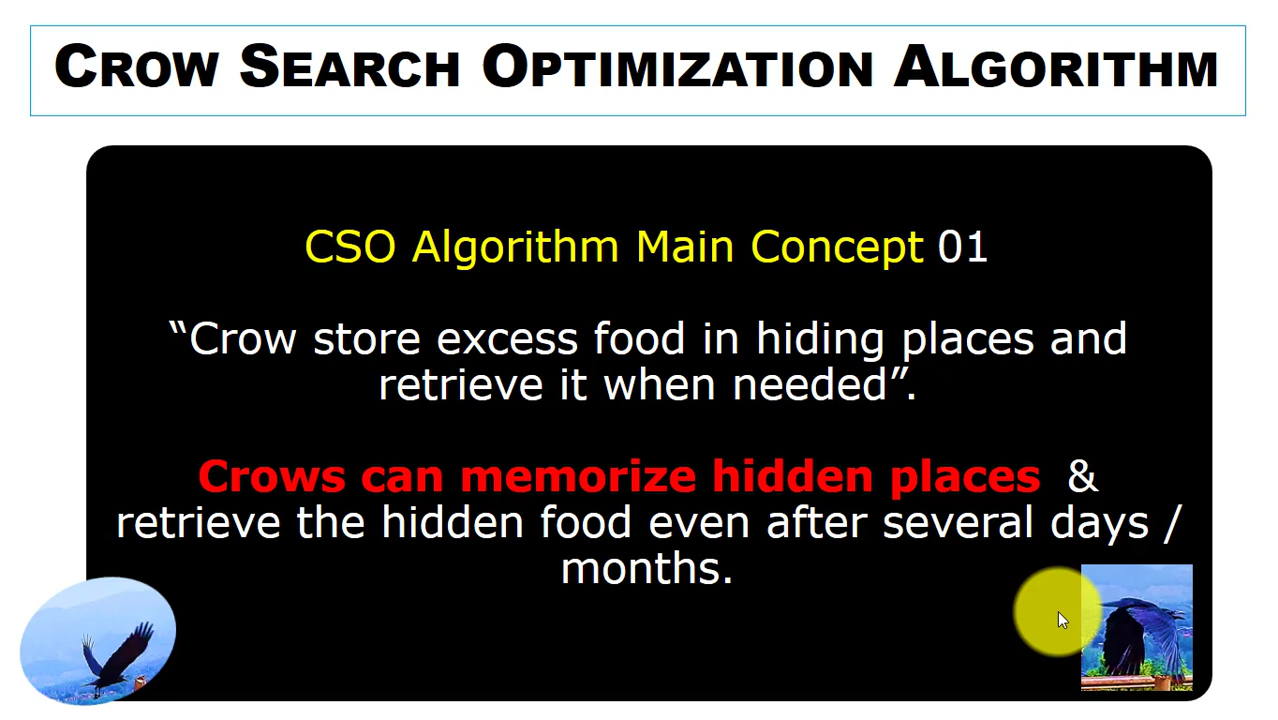 CROW SEARCH OPTIMIZATION ALGORITHM
CSO Algorithm Main Concept 01
“Crow store excess food in hiding places and
retrieve it when needed”.
Crows can memorize hidden places &
retrieve the hidden food even after several days /
months.